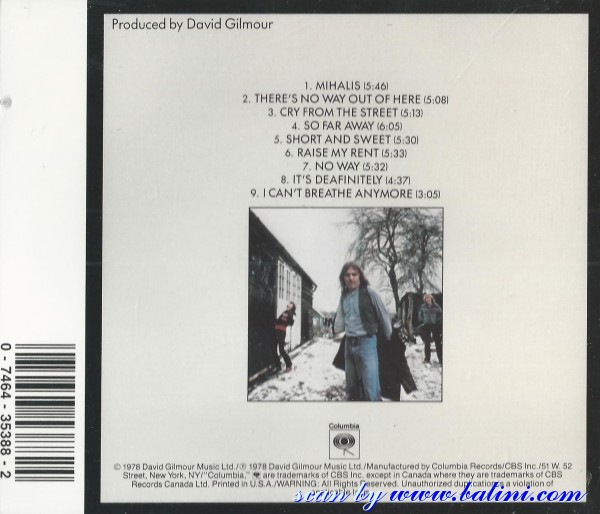 Produced by David Gilmour
1. MIHALIS (5:46)
2. THERE'S NO WAY OUT OF HERE (5:08)
3. CRY FROM THE STREET (5:13)
4. SO FAR AWAY (6:05)
5. SHORT AND SWEET (5:30)
6. RAISE MY RENT (5:33)
7. NO WAY (5:32)
8. IT'S DEAFINITELY (4:37)
9. I CAN'T BREATHE ANYMORE (3:05)
0 - 7464 - 35388 - 2
Columbia
© 1978 David Gilmour Music Ltd./℗ 1978 David Gilmour Music Ltd./Manufactured by Columbia Records/CBS Inc./51 W. 52
Street, New York, NY/"Columbia," are trademarks of CBS Inc. except in Canada where they are trademarks of CBS
Records Canada Ltd. Printed in U.S.A./WARNING: All Rights Reserved. Unauthorized duplication is a violation of
scan by www.batini.com